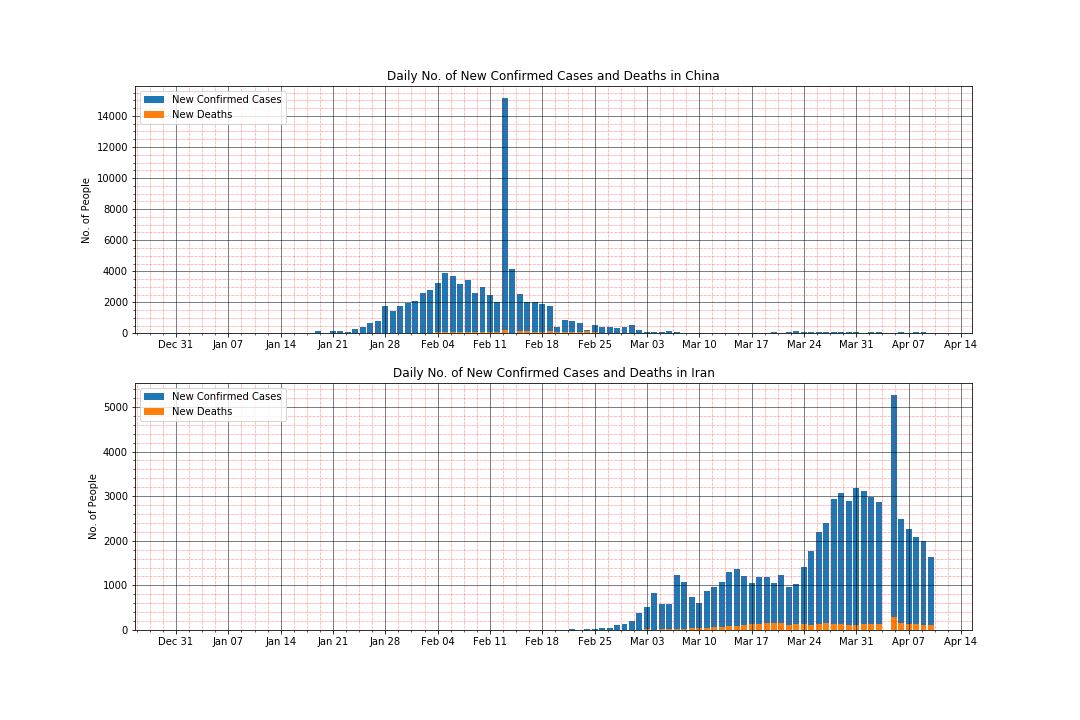 Daily No. of New Confirmed Cases and Deaths in China
New Confirmed Cases
New Deaths
No. of People
14000
12000
10000
8000
6000
4000
2000
0
Dec 31 Jan 07 Jan 14 Jan 21 Jan 28 Feb 04 Feb 11 Feb 18 Feb 25 Mar 03 Mar 10 Mar 17 Mar 24 Mar 31 Apr 07 Apr 14
Daily No. of New Confirmed Cases and Deaths in Iran
New Confirmed Cases
New Deaths
No. of People
5000
4000
3000
2000
1000
0
Dec 31 Jan 07 Jan 14 Jan 21 Jan 28 Feb 04 Feb 11 Feb 18 Feb 25 Mar 03 Mar 10 Mar 17 Mar 24 Mar 31 Apr 07 Apr 14